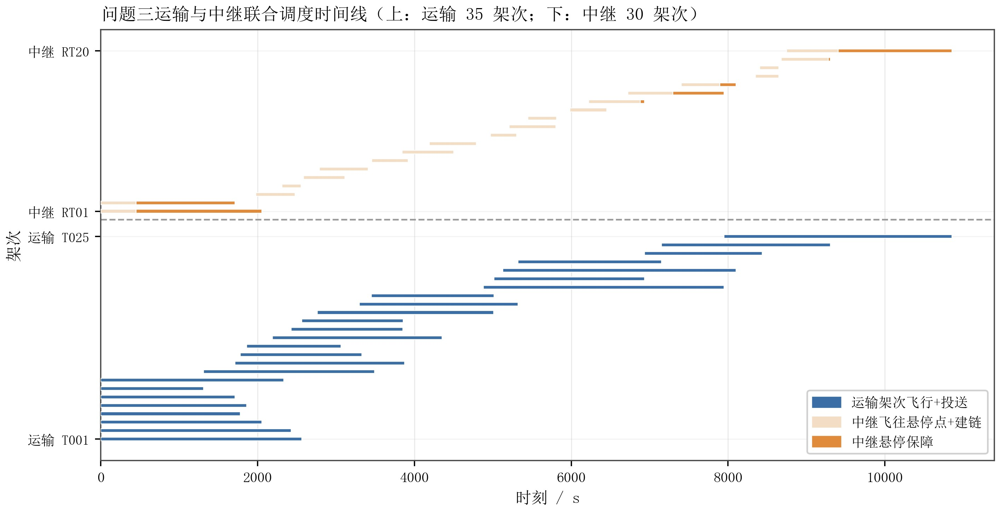 问题三运输与中继联合调度时间线（上：运输 35 架次；下：中继 30 架次）
中继 RT20
中继 RT01
运输 T025
运输 T001
架次
运输架次飞行+投送
中继飞往悬停点+建链
中继悬停保障
0 2000 4000 6000 8000 10000
时刻 / s